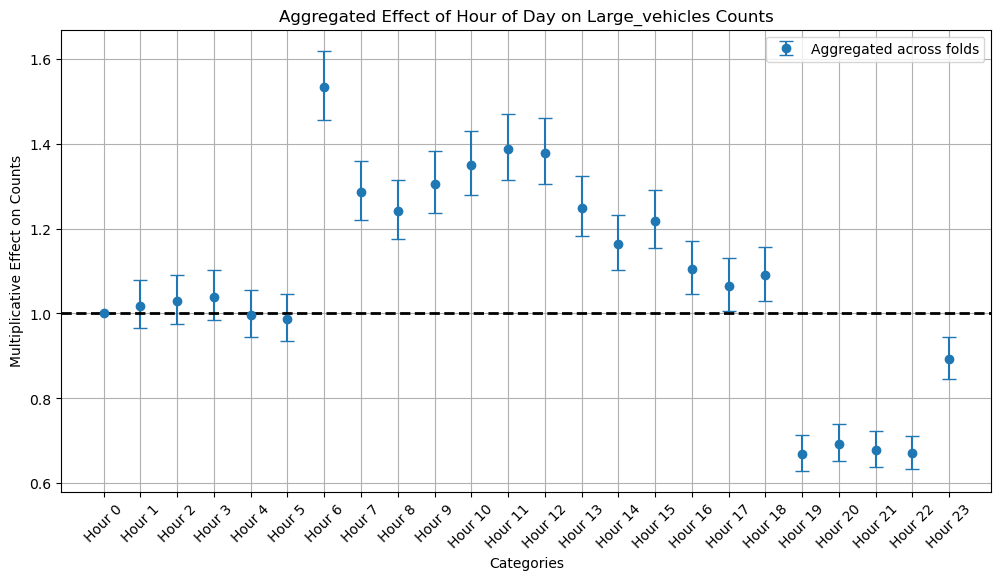 Aggregated Effect of Hour of Day on Large_vehicles Counts
Aggregated across folds
Multiplicative Effect on Counts
1.6
1.4
1.2
1.0
0.8
0.6
Hour 0
Hour 1
Hour 2
Hour 3
Hour 4
Hour 5
Hour 6
Hour 7
Hour 8
Hour 9
Hour 10
Hour 11
Hour 12
Hour 13
Hour 14
Hour 15
Hour 16
Hour 17
Hour 18
Hour 19
Hour 20
Hour 21
Hour 22
Hour 23
Categories